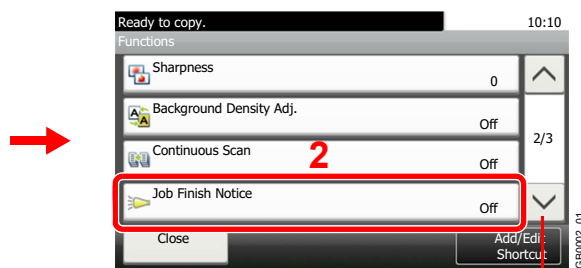 Ready to copy.
10:10
Functions
Sharpness
0
Background Density Adj.
Off
2/3
Continuous Scan
2
Off
Job Finish Notice
Off
Close
Add/Edit
Shortcut
GB0002_01